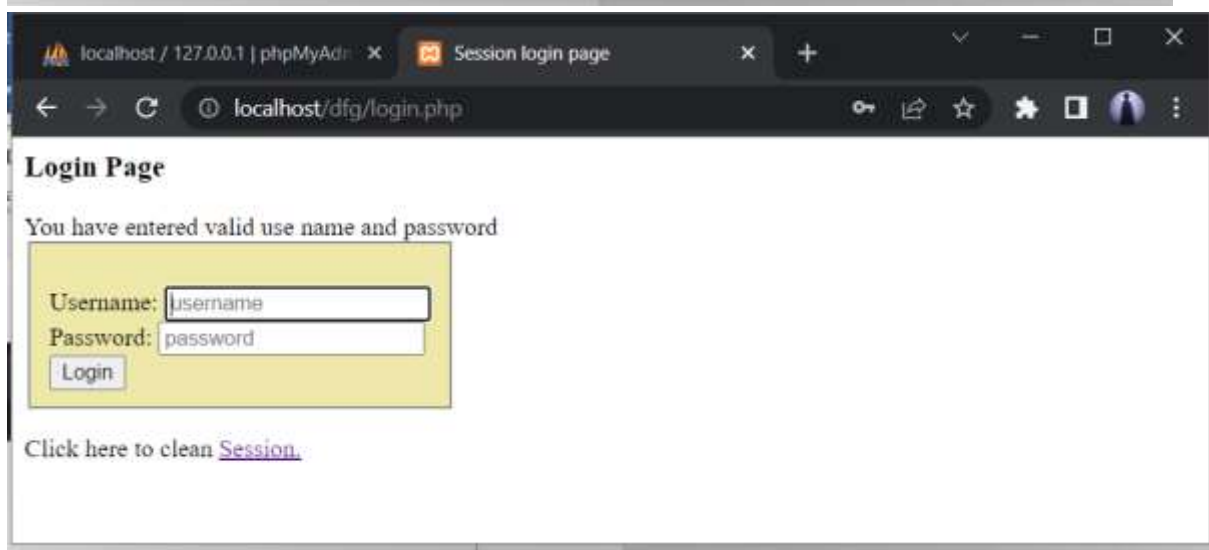 localhost / 127.0.0.1 | phpMyAdn
Session login page
localhost/dfg/login.php
Login Page
You have entered valid use name and password
Username: username
Password: password
Login
Click here to clean Session.